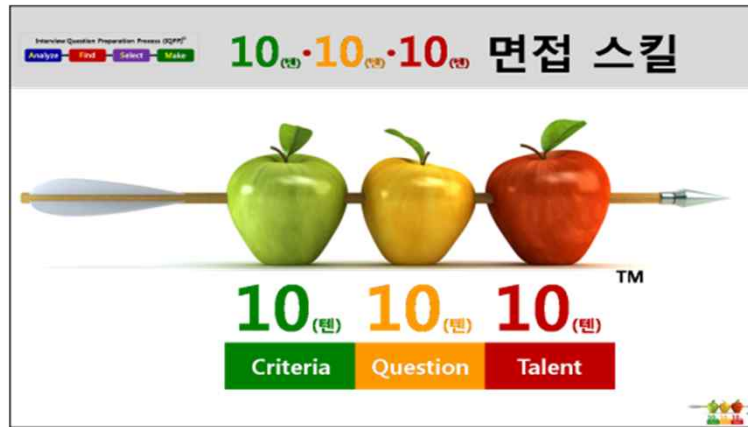 Interview Question Preparation Process (IQPP)®
Analyze Find Select Make
10(텐)·10(텐)·10(텐) 면접 스킬
TM
10(텐) 10(텐) 10(텐)
Criteria Question Talent